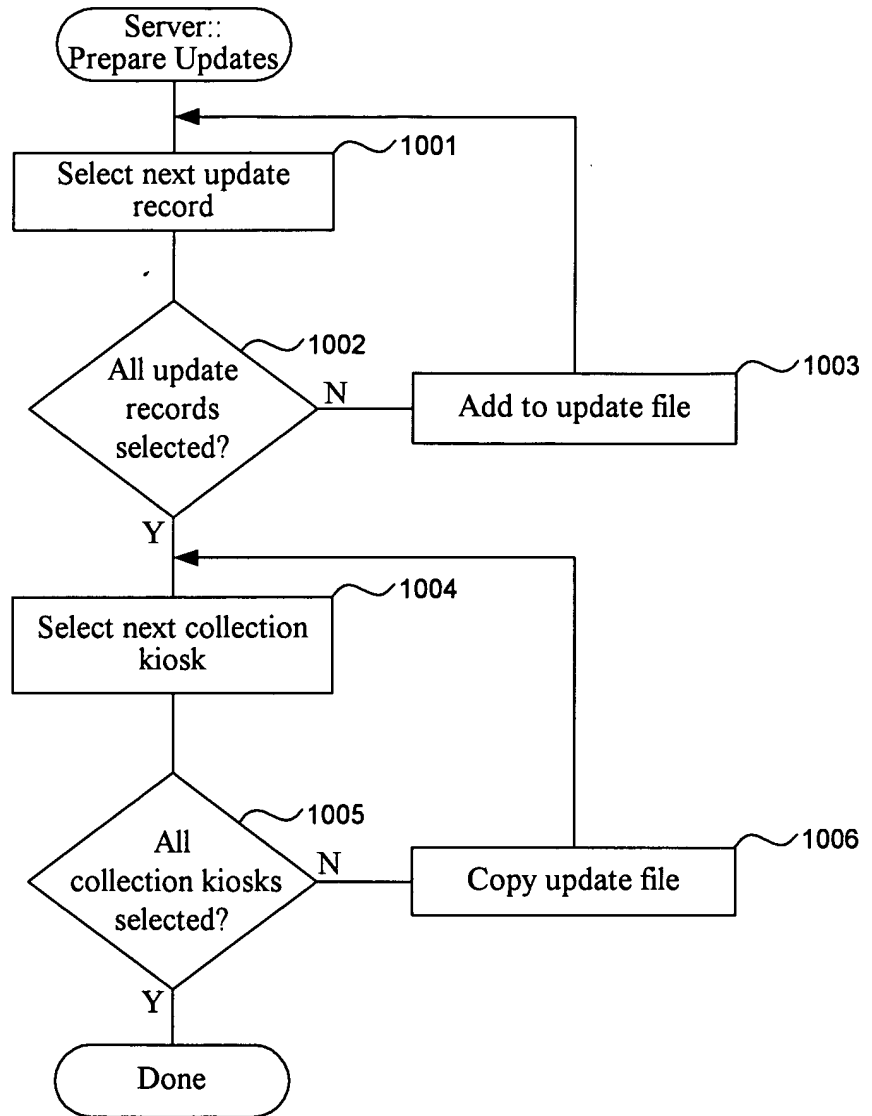 Server::
Prepare Updates
1001
Select next update
record
1002
All update
records
selected?
N
1003
Add to update file
Y
1004
Select next collection
kiosk
1005
All
collection kiosks
selected?
N
1006
Copy update file
Y
Done